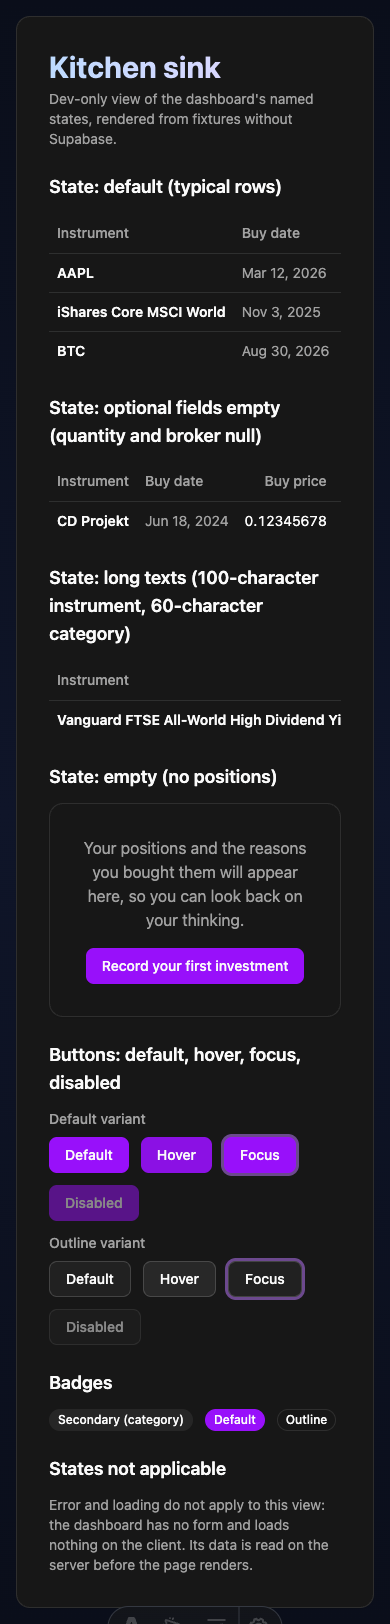 Kitchen sink
Dev-only view of the dashboard's named
states, rendered from fixtures without
Supabase.
State: default (typical rows)
Instrument Buy date
AAPL Mar 12, 2026
iShares Core MSCI World Nov 3, 2025
BTC Aug 30, 2026
State: optional fields empty
(quantity and broker null)
Instrument Buy date Buy price
CD Projekt Jun 18, 2024 0.12345678
State: long texts (100-character
instrument, 60-character
category)
Instrument
Vanguard FTSE All-World High Dividend Yi
State: empty (no positions)
Your positions and the reasons
you bought them will appear
here, so you can look back on
your thinking.
Record your first investment
Buttons: default, hover, focus,
disabled
Default variant
Default Hover Focus
Disabled
Outline variant
Default Hover Focus
Disabled
Badges
Secondary (category) Default Outline
States not applicable
Error and loading do not apply to this view:
the dashboard has no form and loads
nothing on the client. Its data is read on the
server before the page renders.